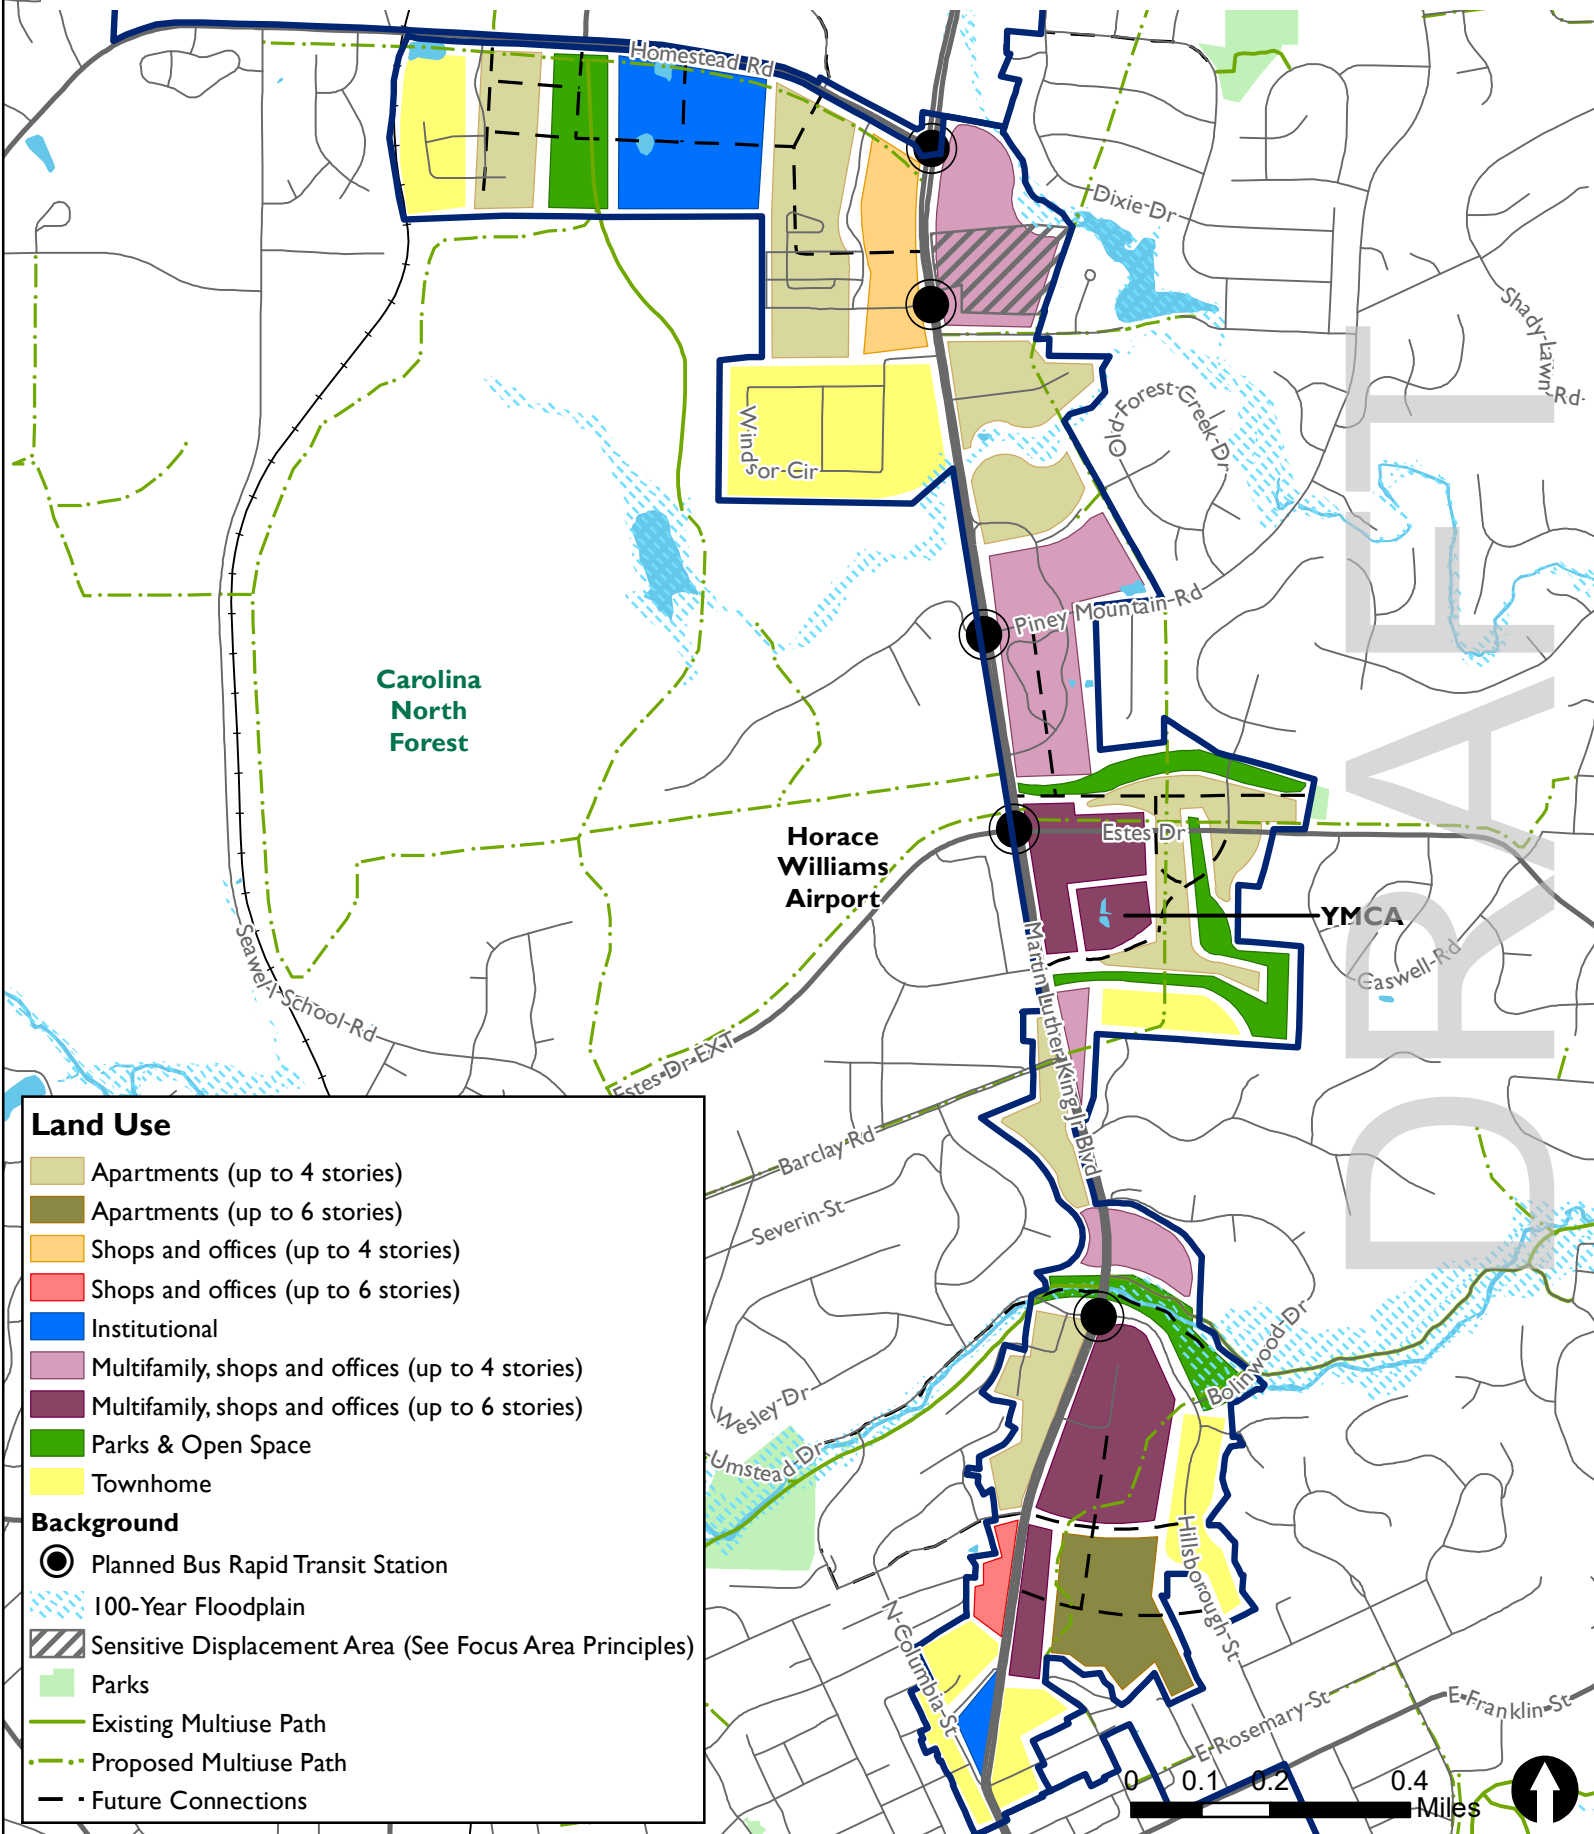 Homestead Rd
Dixie-Dr
Shady-Lawn-Rd-
Old-Forest-Creek-Dr
Windsor-Cir
Piney Mountain-Rd
Carolina
North
Forest
Horace
Williams
Airport
Estes Dr
YMCA
Caswell-Rd
DRAFT
Seawell-School-Rd
Martin Luther King Jr Blvd
Estes-Dr-EXT
Barclay-Rd
Severin-St
Wesley-Dr
Umstead-Dr
Bolinwood-Dr
Hillsborough-St
N-Columbia-St
E-Rosemary-St
E-Franklin-St
Land Use
Apartments (up to 4 stories)
Apartments (up to 6 stories)
Shops and offices (up to 4 stories)
Shops and offices (up to 6 stories)
Institutional
Multifamily, shops and offices (up to 4 stories)
Multifamily, shops and offices (up to 6 stories)
Parks & Open Space
Townhome
Background
Planned Bus Rapid Transit Station
100-Year Floodplain
Sensitive Displacement Area (See Focus Area Principles)
Parks
Existing Multiuse Path
Proposed Multiuse Path
Future Connections
0 0.1 0.2 0.4
Miles